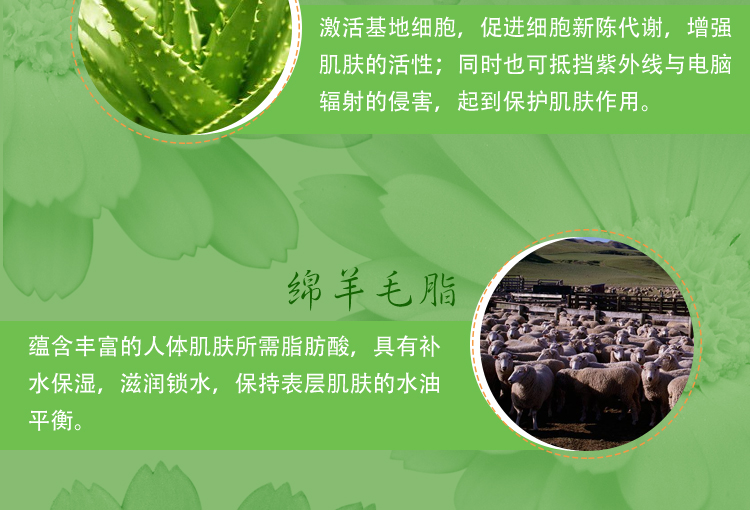 激活基地细胞，促进细胞新陈代谢，增强
肌肤的活性；同时也可抵挡紫外线与电脑
辐射的侵害，起到保护肌肤作用。
绵羊毛脂
蕴含丰富的人体肌肤所需脂肪酸，具有补
水保湿，滋润锁水，保持表层肌肤的水油
平衡。